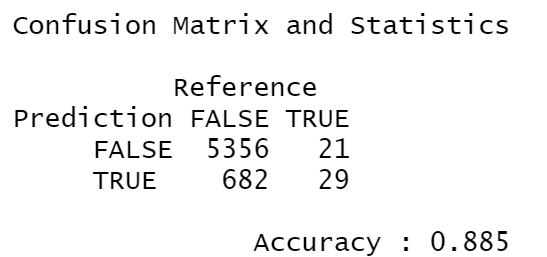 Confusion Matrix and Statistics
Reference
Prediction FALSE TRUE
FALSE 5356 21
TRUE 682 29
Accuracy : 0.885